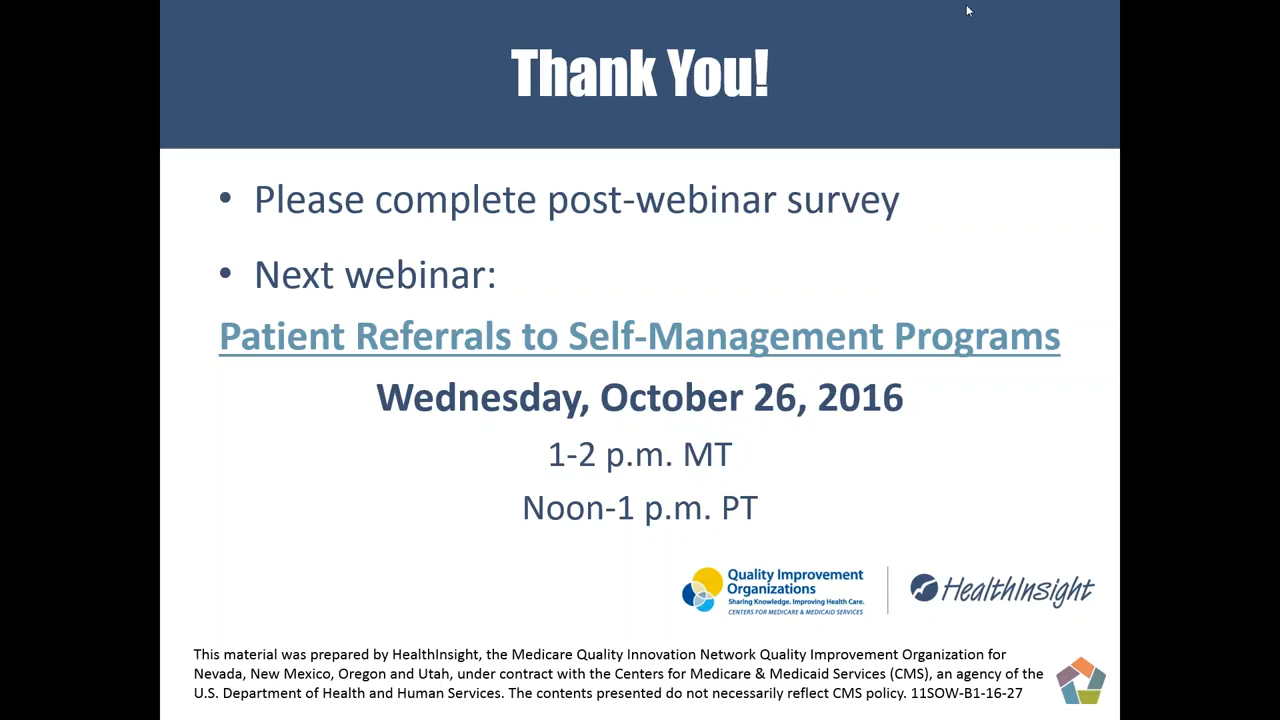 Thank You!
• Please complete post-webinar survey
• Next webinar:
Patient Referrals to Self-Management Programs
Wednesday, October 26, 2016
1-2 p.m. MT
Noon-1 p.m. PT
Quality Improvement
Organizations
Sharing Knowledge. Improving Health Care.
CENTERS FOR MEDICARE & MEDICAID SERVICES
HealthInsight
This material was prepared by HealthInsight, the Medicare Quality Innovation Network Quality Improvement Organization for
Nevada, New Mexico, Oregon and Utah, under contract with the Centers for Medicare & Medicaid Services (CMS), an agency of the
U.S. Department of Health and Human Services. The contents presented do not necessarily reflect CMS policy. 11SOW-B1-16-27